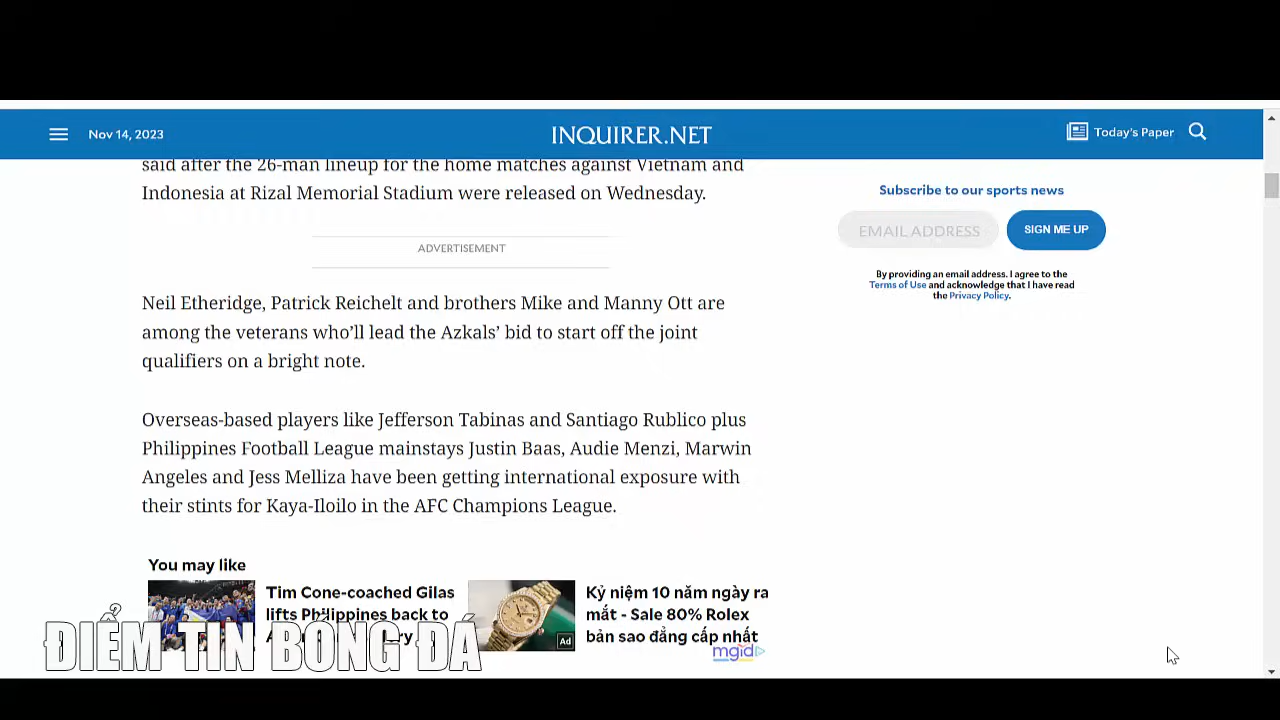 Nov 14, 2023
INQUIRER.NET
Today's Paper
said after the 26-man lineup for the home matches against Vietnam and
Indonesia at Rizal Memorial Stadium were released on Wednesday.
ADVERTISEMENT
Neil Etheridge, Patrick Reichelt and brothers Mike and Manny Ott are
among the veterans who’ll lead the Azkals’ bid to start off the joint
qualifiers on a bright note.
Overseas-based players like Jefferson Tabinas and Santiago Rublico plus
Philippines Football League mainstays Justin Baas, Audie Menzi, Marwin
Angeles and Jess Melliza have been getting international exposure with
their stints for Kaya-Iloilo in the AFC Champions League.
Subscribe to our sports news
EMAIL ADDRESS
SIGN ME UP
By providing an email address. I agree to the
Terms of Use and acknowledge that I have read
the Privacy Policy.
You may like
Tim Cone-coached Gilas
lifts Philippines back to
Kỷ niệm 10 năm ngày ra
mắt - Sale 80% Rolex
bản sao đẳng cấp nhất
Ad
mgid
ĐIỂM TIN BÓNG ĐÁ